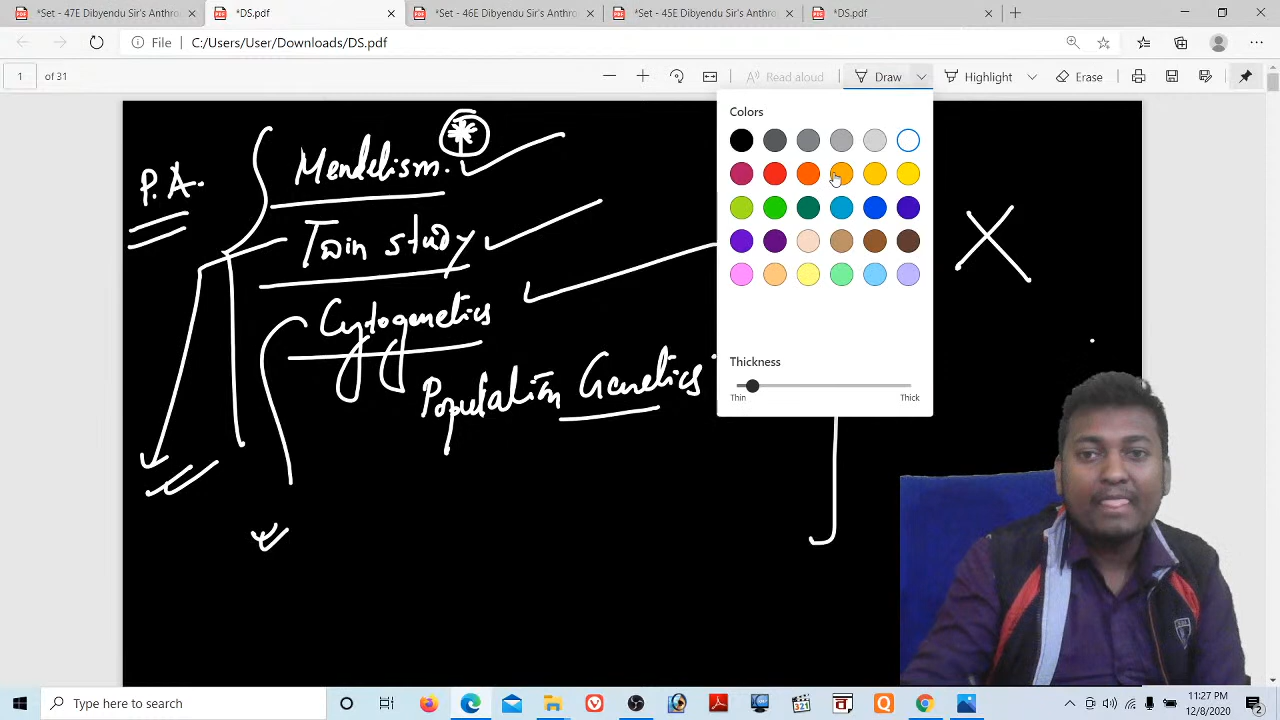 *Set - 47E Dibyendu Sir's Anthro
*DS.pdf
*Set - 46E Dibyendu Sir's Anthro
*Set - 45E Dibyendu Sir's Anthro
*DS.pdf
File
C:/Users/User/Downloads/DS.pdf
1 of 31
Read aloud
Draw
Highlight
Erase
Colors
Thickness
Thin
Thick
P. A.
Mendelism.
Twin study
Cytogenetics
Population Genetics
Type here to search
321
Q
11:27 PM
12/8/2020
2